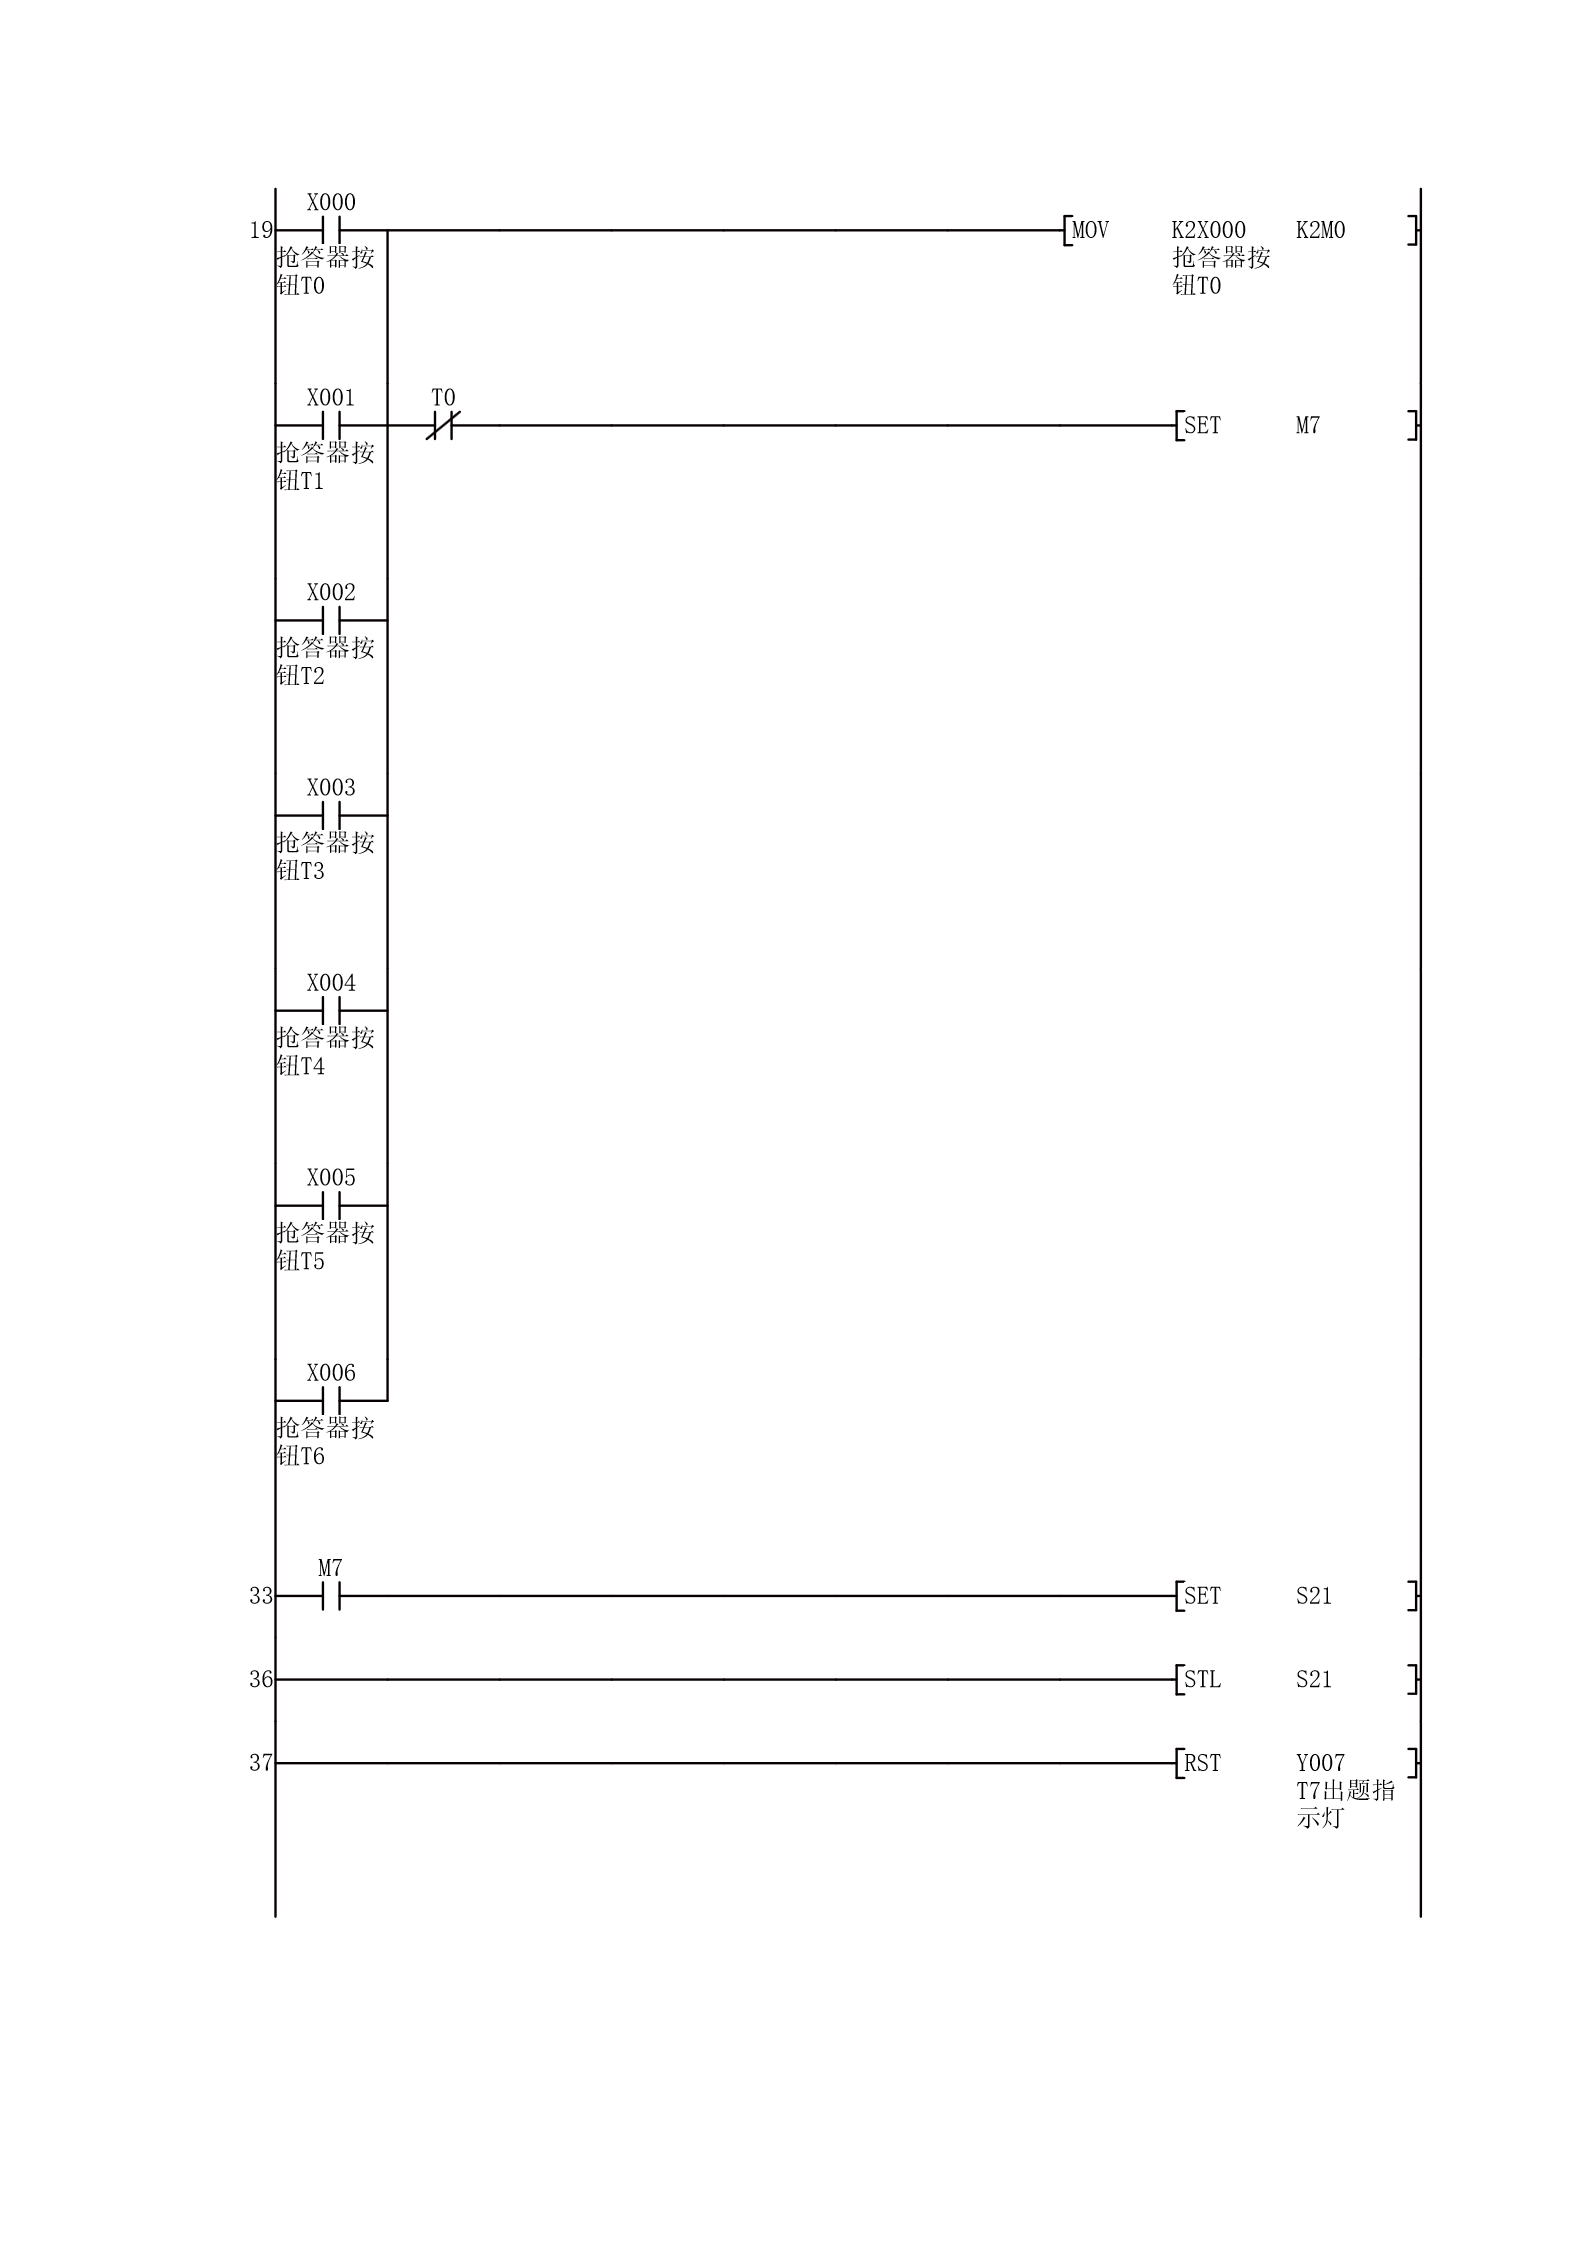 X000
19 MOV K2X000 K2M0
抢答器按 抢答器按
钮T0 钮T0
X001 T0
SET M7
抢答器按
钮T1
X002
抢答器按
钮T2
X003
抢答器按
钮T3
X004
抢答器按
钮T4
X005
抢答器按
钮T5
X006
抢答器按
钮T6
M7
33 SET S21
36 STL S21
37 RST Y007
T7出题指
示灯